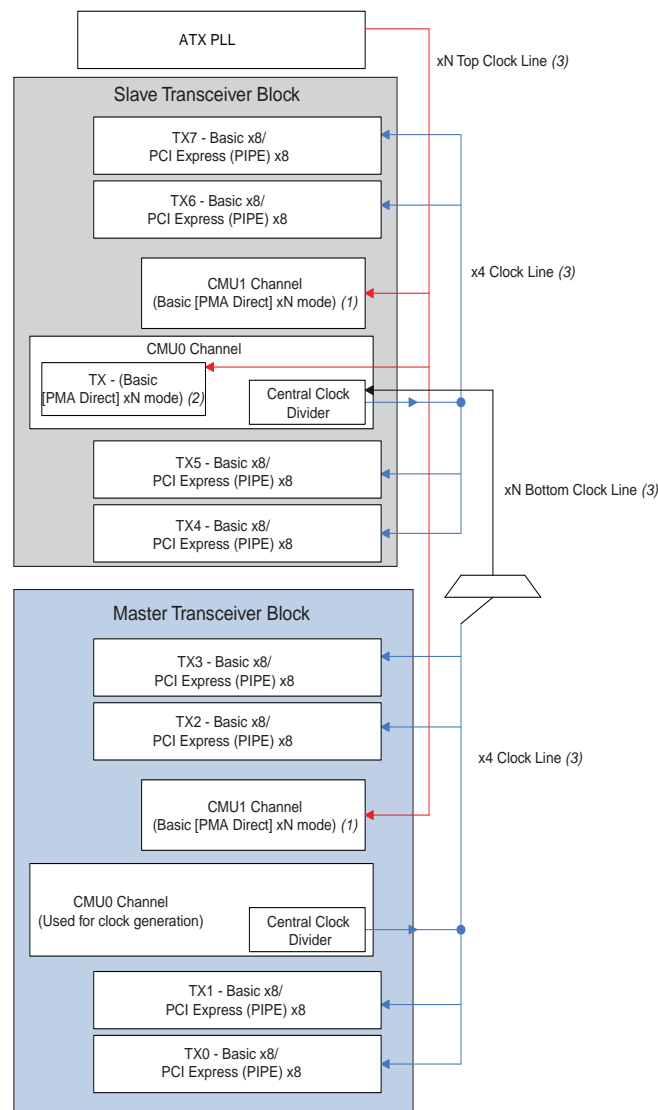 ATX PLL
xN Top Clock Line (3)
Slave Transceiver Block
TX7 - Basic x8/
PCI Express (PIPE) x8
TX6 - Basic x8/
PCI Express (PIPE) x8
x4 Clock Line (3)
CMU1 Channel
(Basic [PMA Direct] xN mode) (1)
CMU0 Channel
TX - (Basic
[PMA Direct] xN mode) (2)
Central Clock
Divider
TX5 - Basic x8/
PCI Express (PIPE) x8
xN Bottom Clock Line (3)
TX4 - Basic x8/
PCI Express (PIPE) x8
Master Transceiver Block
TX3 - Basic x8/
PCI Express (PIPE) x8
TX2 - Basic x8/
PCI Express (PIPE) x8
x4 Clock Line (3)
CMU1 Channel
(Basic [PMA Direct] xN mode) (1)
CMU0 Channel
(Used for clock generation)
Central Clock
Divider
TX1 - Basic x8/
PCI Express (PIPE) x8
TX0 - Basic x8/
PCI Express (PIPE) x8